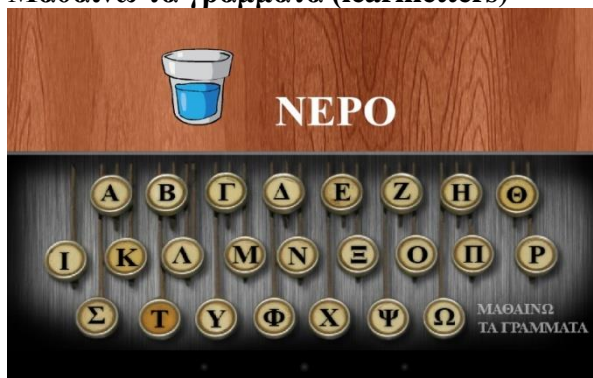 Μαθαίνω τα γράμματα (learnletters)
ΝΕΡΟ
Α Β Γ Δ Ε Ζ Η Θ
Ι Κ Λ Μ Ν Ξ Ο Π Ρ
Σ Τ Υ Φ Χ Ψ Ω
ΜΑΘΑΙΝΩ
ΤΑ ΓΡΑΜΜΑΤΑ